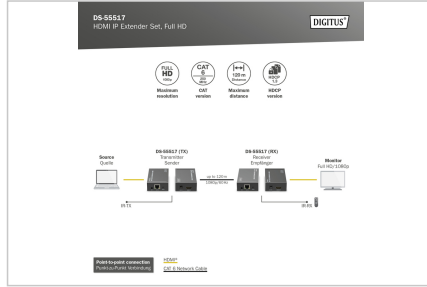 DS-55517
HDMI IP Extender Set, Full HD
DIGITUS®
FULL
HD
1080p
CAT
6
250
MHz
120 m
Distance
HDCP
1.3
Maximum
resolution
CAT
version
Maximum
distance
HDCP
version
Source
Quelle
DS-55517 (TX)
Transmitter
Sender
up to 120 m
1080p/60 Hz
DS-55517 (RX)
Receiver
Empfänger
Monitor
Full HD/1080p
IR-TX
IR-RX
Point-to-point connection
Punkt-zu-Punkt Verbindung
HDMI®
CAT 6 Network Cable